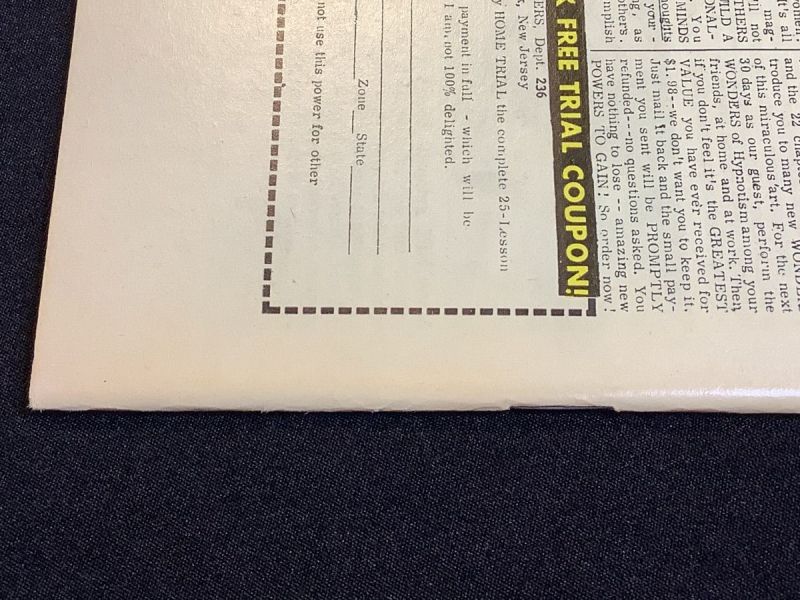 women
It's all
mag-
not
THERS
ILD A
ONAL-
You
MINDS
thoughts
your -
ng, as
others.
mplish
and the 22
troduce you to many new
of this miraculous art. For the next
30 days as our guest, perform the
WONDERS of Hypnotism among your
friends, at home and at work. Then,
if you don't feel it's the GREATEST
VALUE you have ever received for
$1.98--we don't want you to keep it.
Just mail it back and the small pay-
ment you sent will be PROMPTLY
refunded---no questions asked. You
have nothing to lose -- amazing new
POWERS TO GAIN! So order now!
K FREE TRIAL COUPON!
ERS, Dept. 236
, New Jersey
y HOME TRIAL the complete 25-Lesson
payment in full - which will be
I am not 100% delighted.
Zone State
not use this power for other